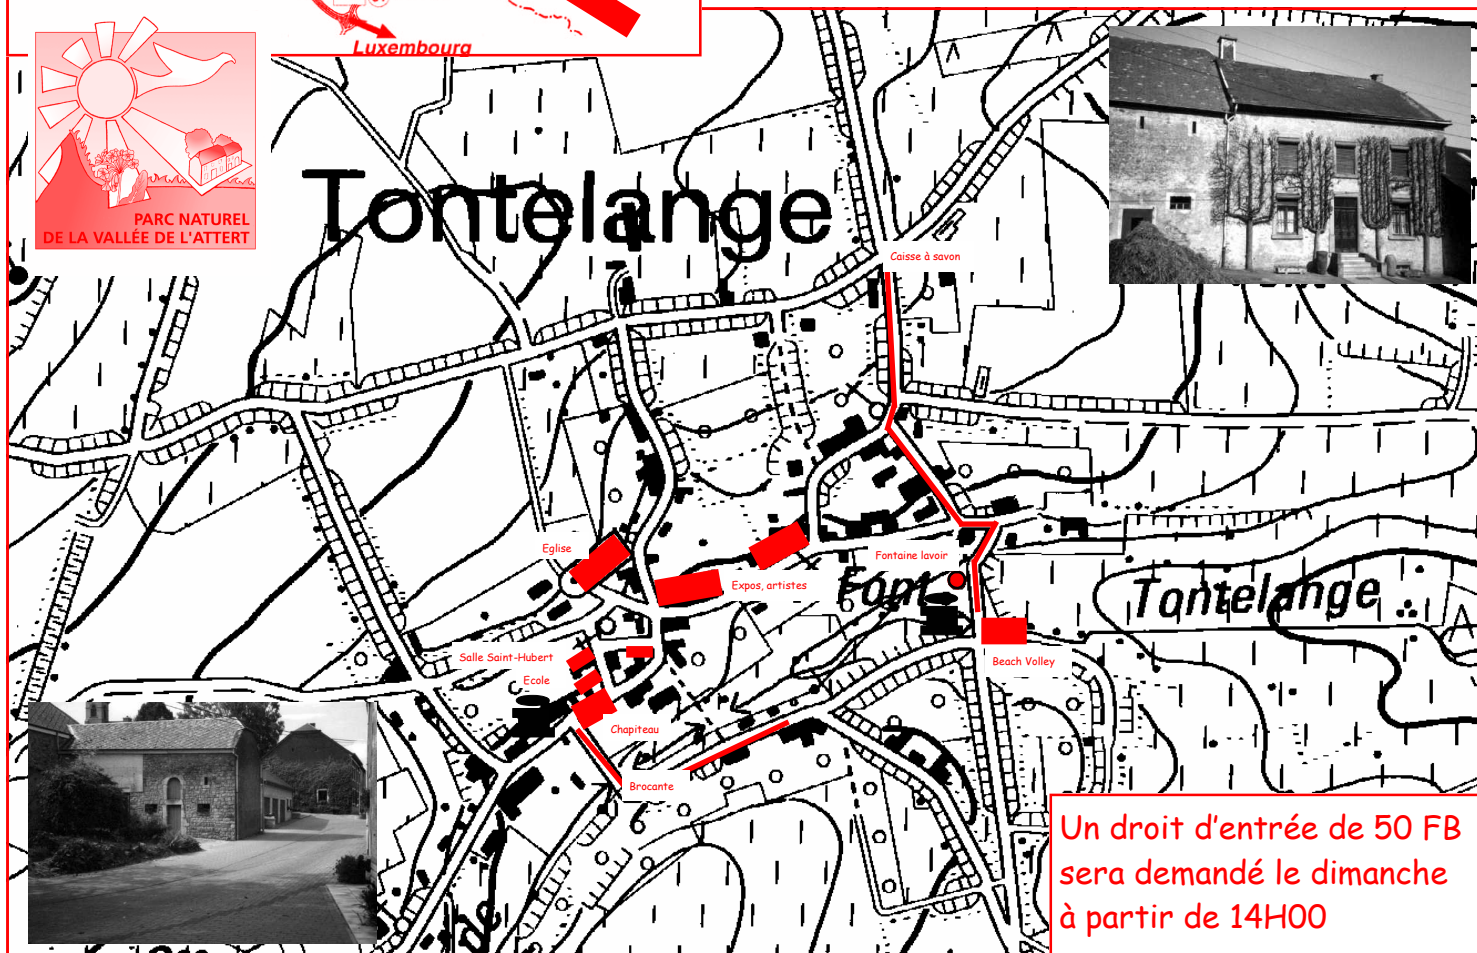 Luxembourg
PARC NATUREL
DE LA VALLÉE DE L'ATTERT
Tontelange
Caisse à savon
Eglise
Fontaine lavoir
Expos, artistes
Font
Tontelange
Salle Saint-Hubert
Beach Volley
Ecole
Chapiteau
Brocante
de
Un droit d’entrée de 50 FB
sera demandé le dimanche
à partir de 14H00